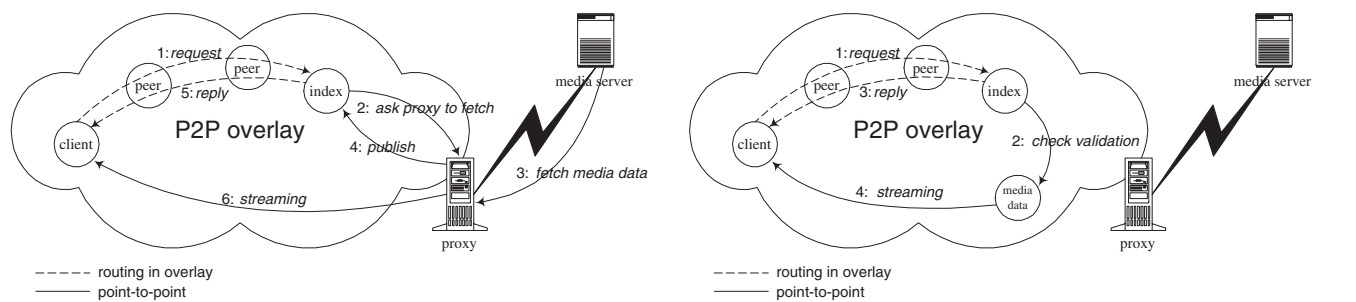 1: request
peer
peer
5: reply
index
media server
2: ask proxy to fetch
P2P overlay
client
4: publish
3: fetch media data
6: streaming
proxy
routing in overlay
point-to-point
1: request
peer
peer
3: reply
index
media server
P2P overlay
client
2: check validation
4: streaming
media
data
proxy
routing in overlay
point-to-point